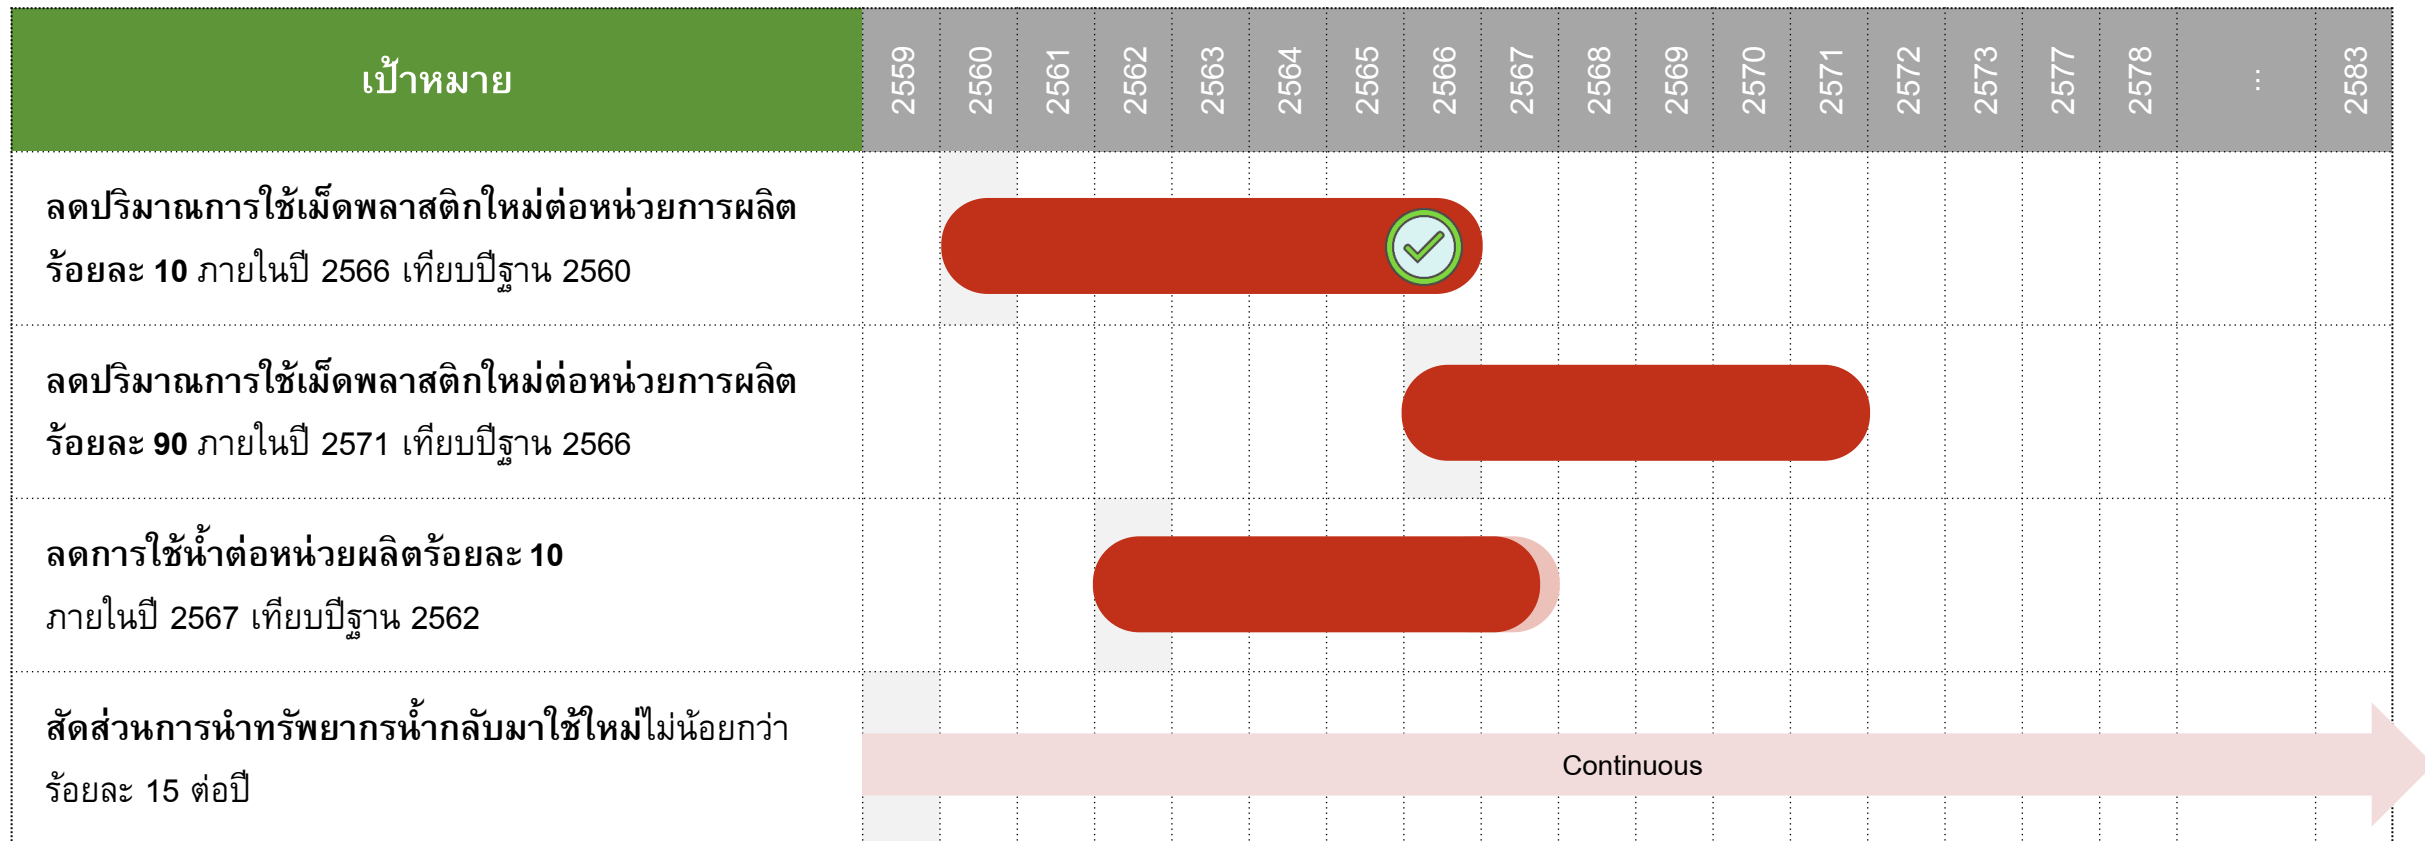 เป้าหมาย 2559 2560 2561 2562 2563 2564 2565 2566 2567 2568 2569 2570 2571 2572 2573 2577 2578 ... 2583
ลดปริมาณการใช้เม็ดพลาสติกใหม่ต่อหน่วยการผลิต
ร้อยละ 10 ภายในปี 2566 เทียบปีฐาน 2560
ลดปริมาณการใช้เม็ดพลาสติกใหม่ต่อหน่วยการผลิต
ร้อยละ 90 ภายในปี 2571 เทียบปีฐาน 2566
ลดการใช้น้ำต่อหน่วยผลิตร้อยละ 10
ภายในปี 2567 เทียบปีฐาน 2562
สัดส่วนการนำทรัพยากรน้ำกลับมาใช้ใหม่ไม่น้อยกว่า
ร้อยละ 15 ต่อปี
Continuous